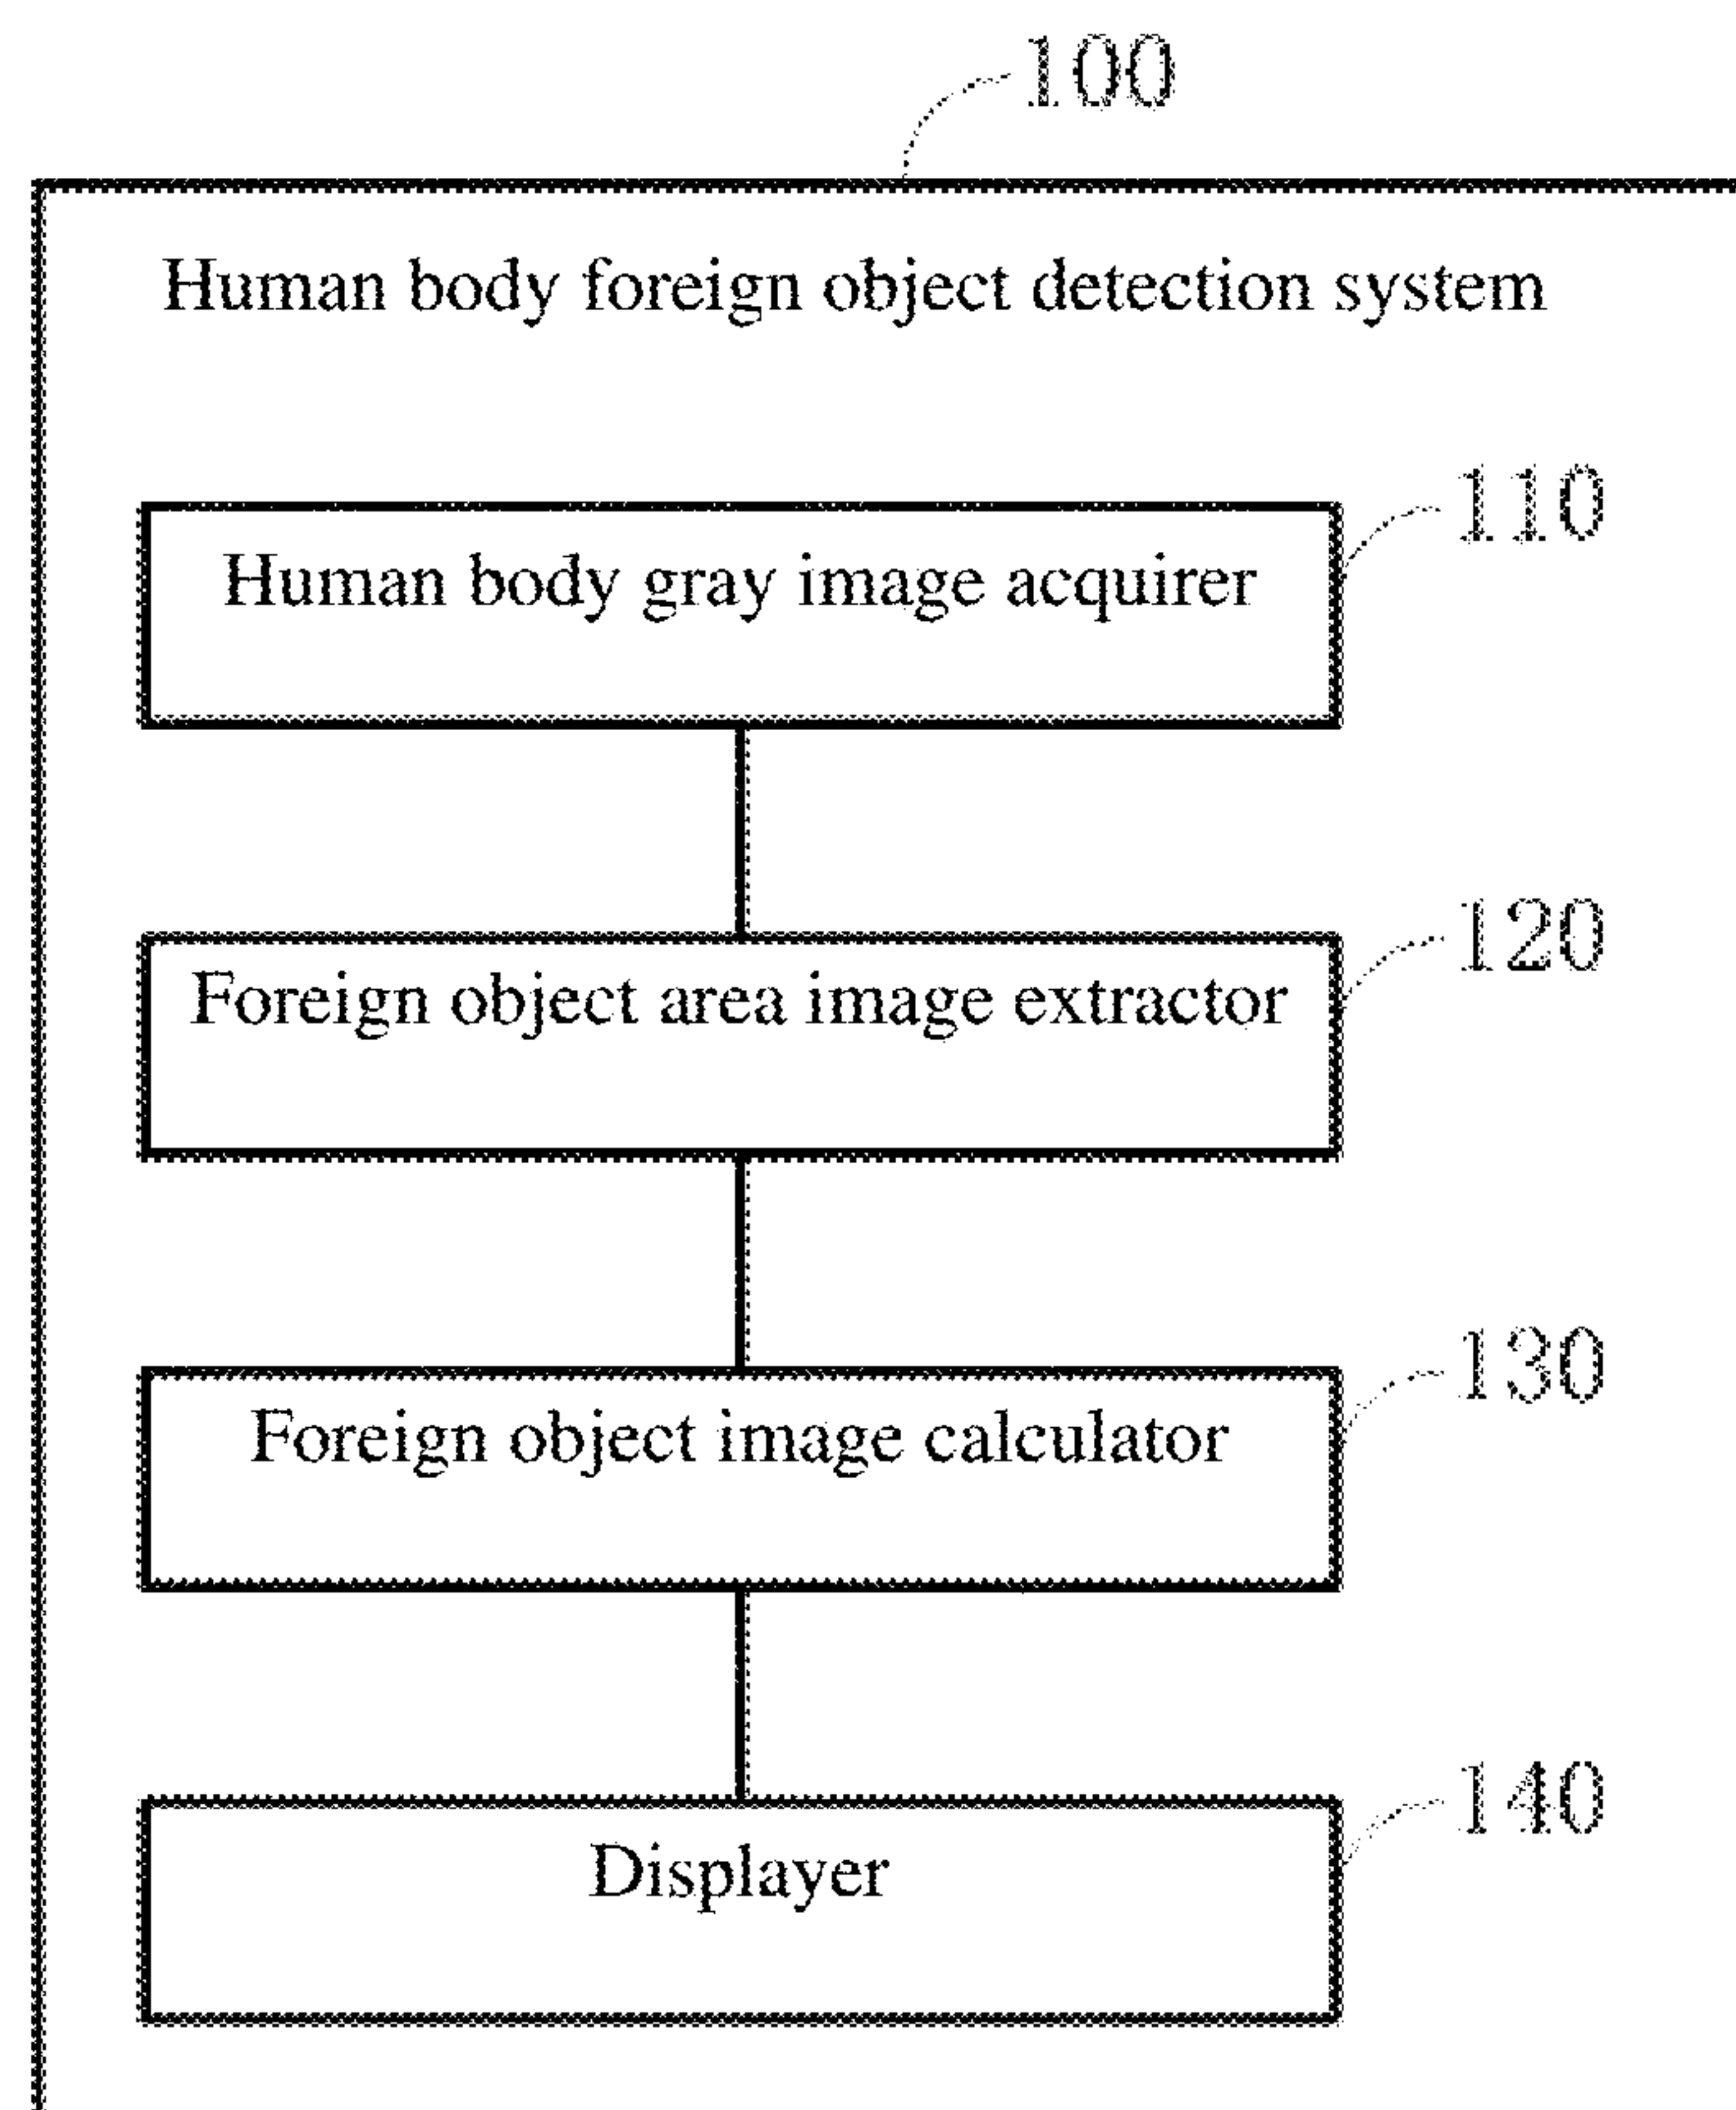 100
Human body foreign object detection system
110
Human body gray image acquirer
120
Foreign object area image extractor
130
Foreign object image calculator
140
Displayer